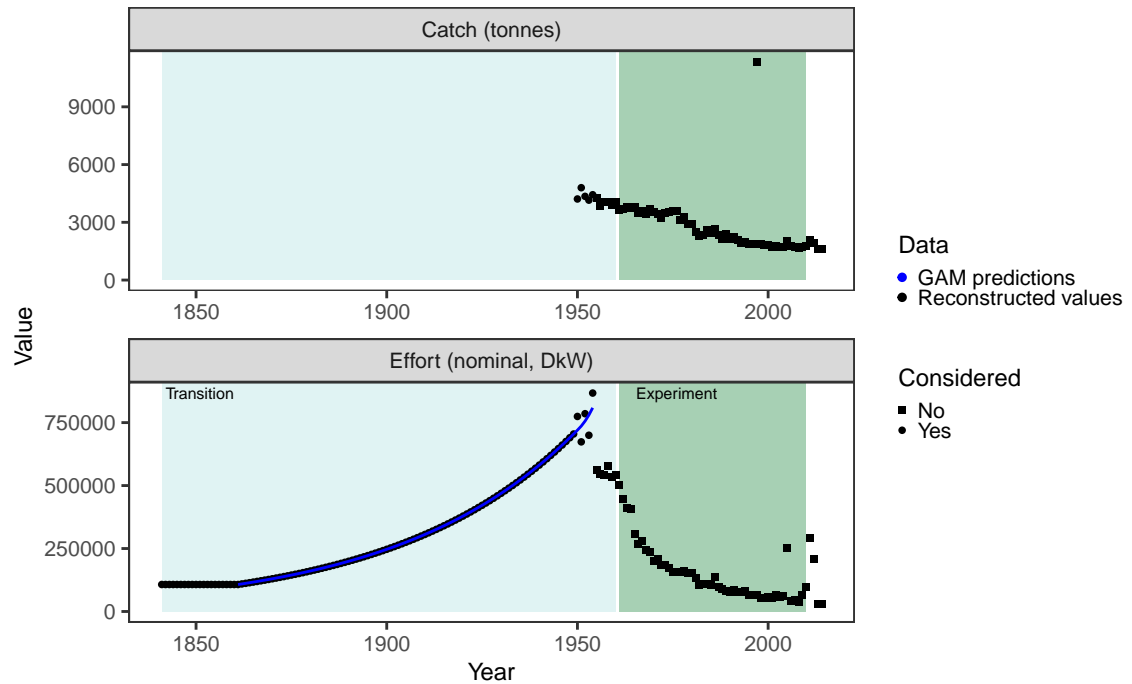 Catch (tonnes)
9000
6000
3000
0
1850 1900 1950 2000
Value
Effort (nominal, DkW)
Transition Experiment
750000
500000
250000
0
1850 1900 1950 2000
Year
Data
GAM predictions
Reconstructed values
Considered
No
Yes